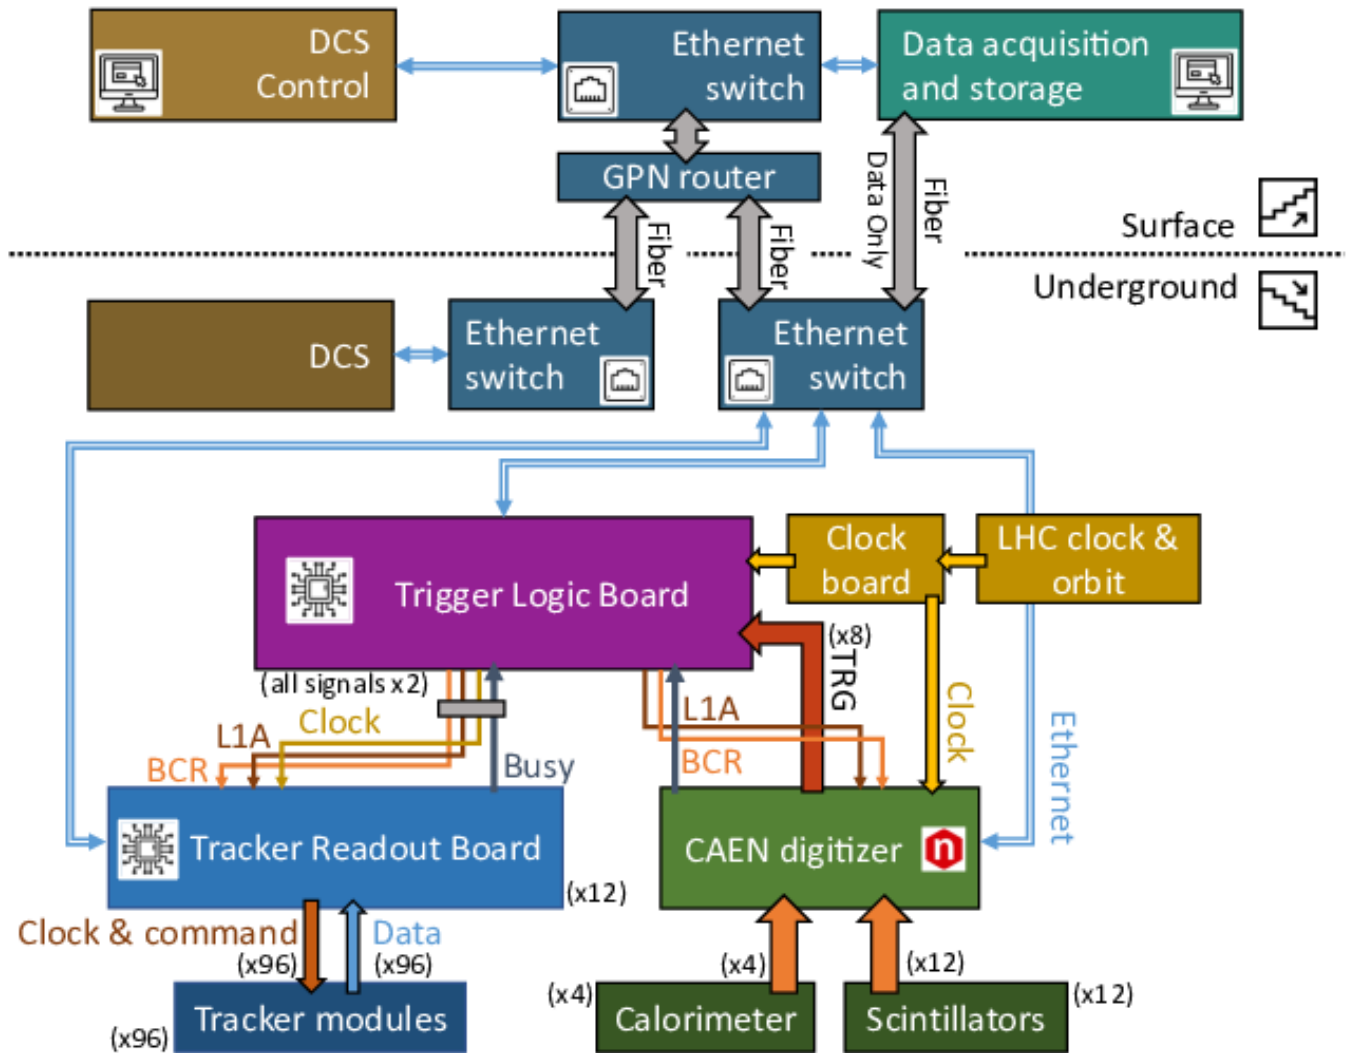 DCS
Control
Ethernet
switch
Data acquisition
and storage
GPN router
Fiber
Fiber
Data Only
Fiber
Surface
Underground
DCS
Ethernet
switch
Ethernet
switch
Trigger Logic Board
Clock
board
LHC clock &
orbit
(all signals x2)
(x8)
TRG
Clock
L1A
BCR
Busy
L1A
BCR
Clock
Ethernet
Tracker Readout Board
(x12)
CAEN digitizer
n
Clock & command
(x96)
Data
(x96)
(x4)
(x12)
Tracker modules
(x96)
(x4)
Calorimeter
Scintillators
(x12)